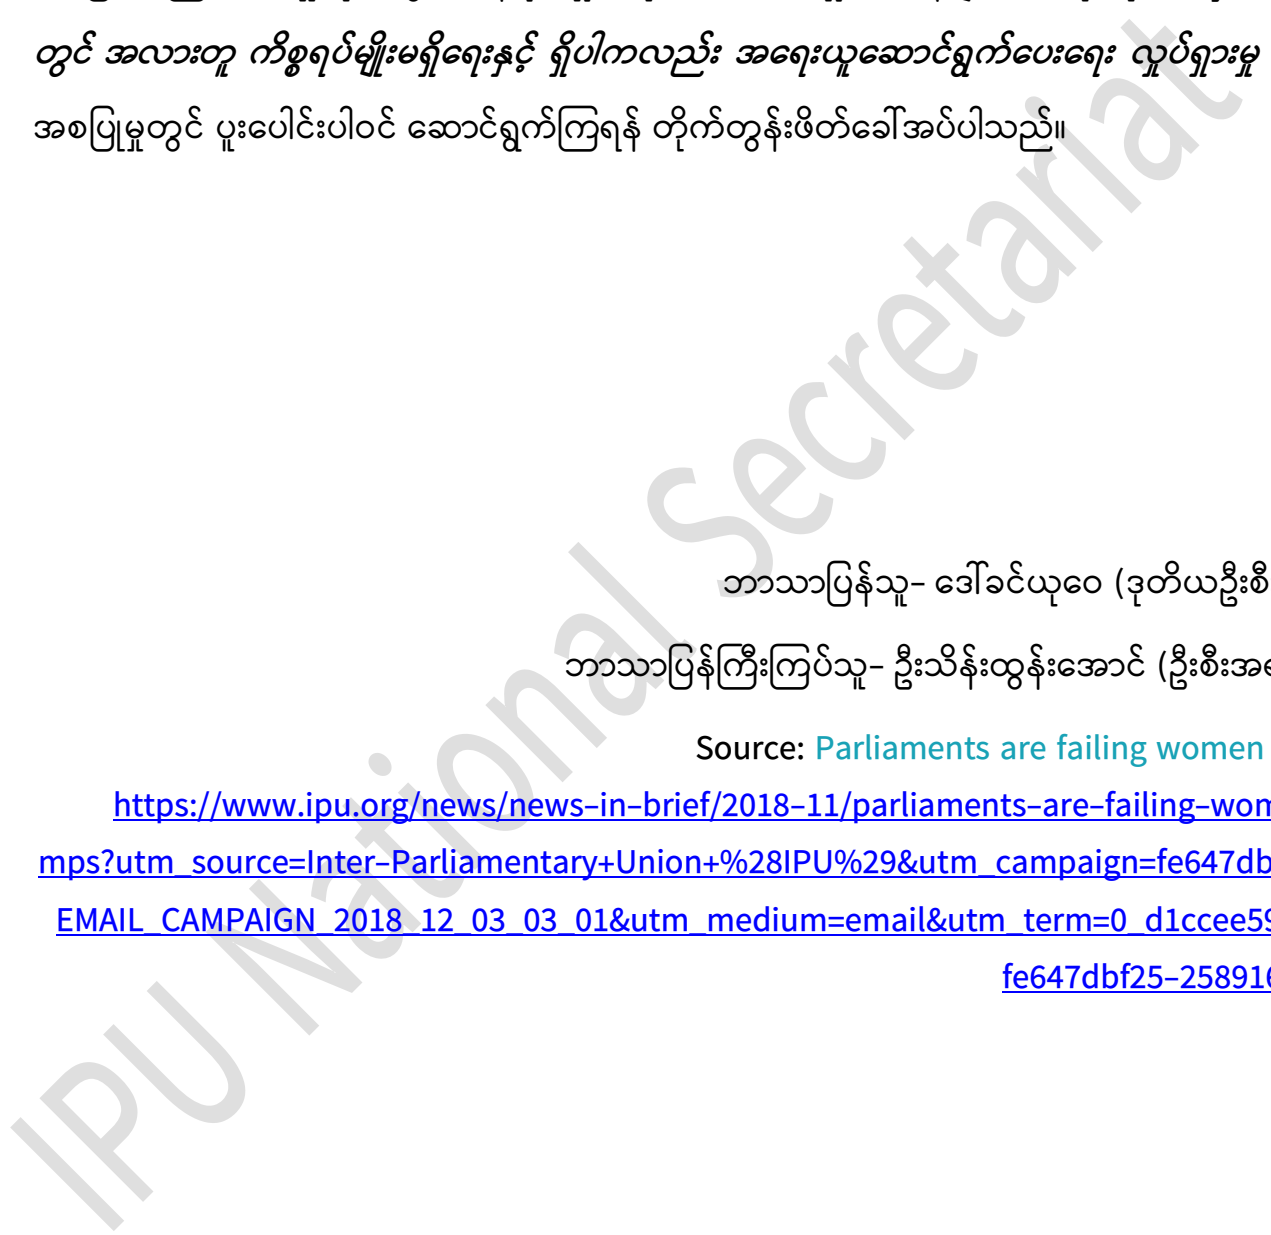 တွင် အလားတူ ကိစ္စရပ်မျိုးမရှိရေးနှင့် ရှိပါကလည်း အရေးယူဆောင်ရွက်ပေးရေး လှုပ်ရှားမှု
အစပြုမှုတွင် ပူးပေါင်းပါဝင် ဆောင်ရွက်ကြရန် တိုက်တွန်းဖိတ်ခေါ်အပ်ပါသည်။
ဘာသာပြန်သူ- ဒေါ်ခင်ယုဝေ (ဒုတိယဦးစီ
ဘာသာပြန်ကြီးကြပ်သူ- ဦးသိန်းထွန်းအောင် (ဦးစီးအ
Source: Parliaments are failing women
https://www.ipu.org/news/news-in-brief/2018-11/parliaments-are-failing-wom
mps?utm_source=Inter-Parliamentary+Union+%28IPU%29&utm_campaign=fe647db
EMAIL_CAMPAIGN_2018_12_03_03_01&utm_medium=email&utm_term=0_d1ccee59
fe647dbf25-258916
IPU National Secretariat